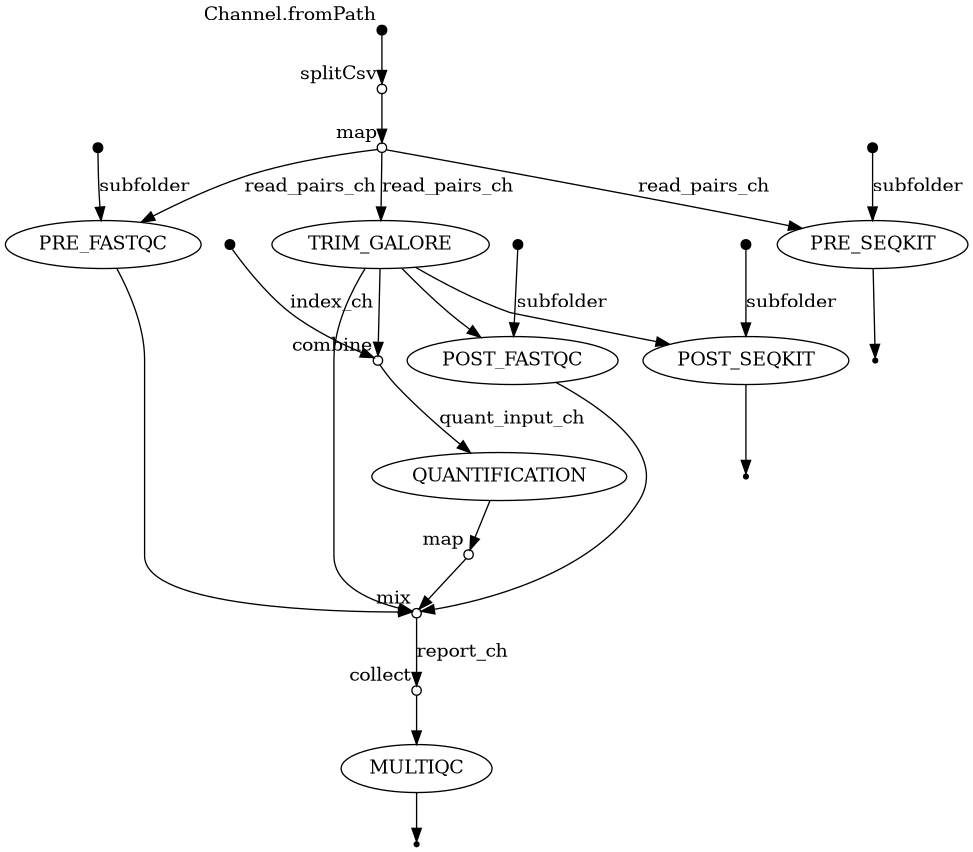 Channel.fromPath
splitCsv
map
subfolder
read_pairs_ch
read_pairs_ch
read_pairs_ch
subfolder
PRE_FASTQC
TRIM_GALORE
PRE_SEQKIT
index_ch
subfolder
subfolder
combine
POST_FASTQC
POST_SEQKIT
quant_input_ch
QUANTIFICATION
map
mix
report_ch
collect
MULTIQC